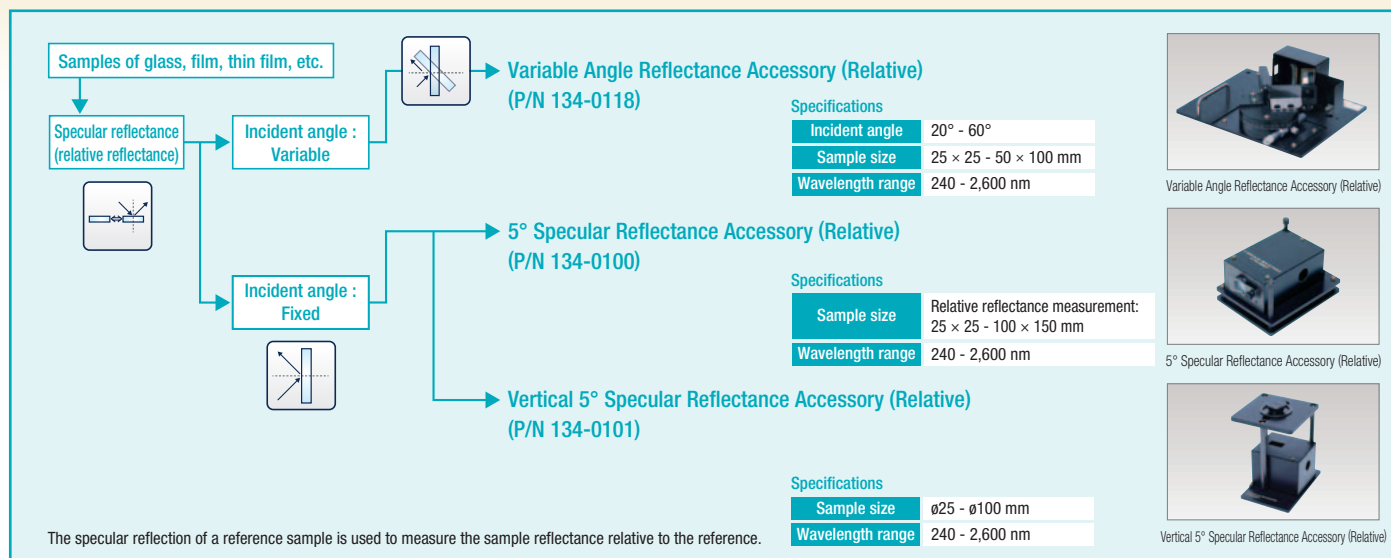 Samples of glass, film, thin film, etc.
Specular reflectance
(relative reflectance)
Incident angle :
Variable
Variable Angle Reflectance Accessory (Relative)
(P/N 134-0118)
Specifications
Incident angle 20° - 60°
Sample size 25 × 25 - 50 × 100 mm
Wavelength range 240 - 2,600 nm
Variable Angle Reflectance Accessory (Relative)
Incident angle :
Fixed
5° Specular Reflectance Accessory (Relative)
(P/N 134-0100)
Specifications
Sample size Relative reflectance measurement:
25 × 25 - 100 × 150 mm
Wavelength range 240 - 2,600 nm
5° Specular Reflectance Accessory (Relative)
Vertical 5° Specular Reflectance Accessory (Relative)
(P/N 134-0101)
Specifications
Sample size ø25 - ø100 mm
Wavelength range 240 - 2,600 nm
Vertical 5° Specular Reflectance Accessory (Relative)
The specular reflection of a reference sample is used to measure the sample reflectance relative to the reference.